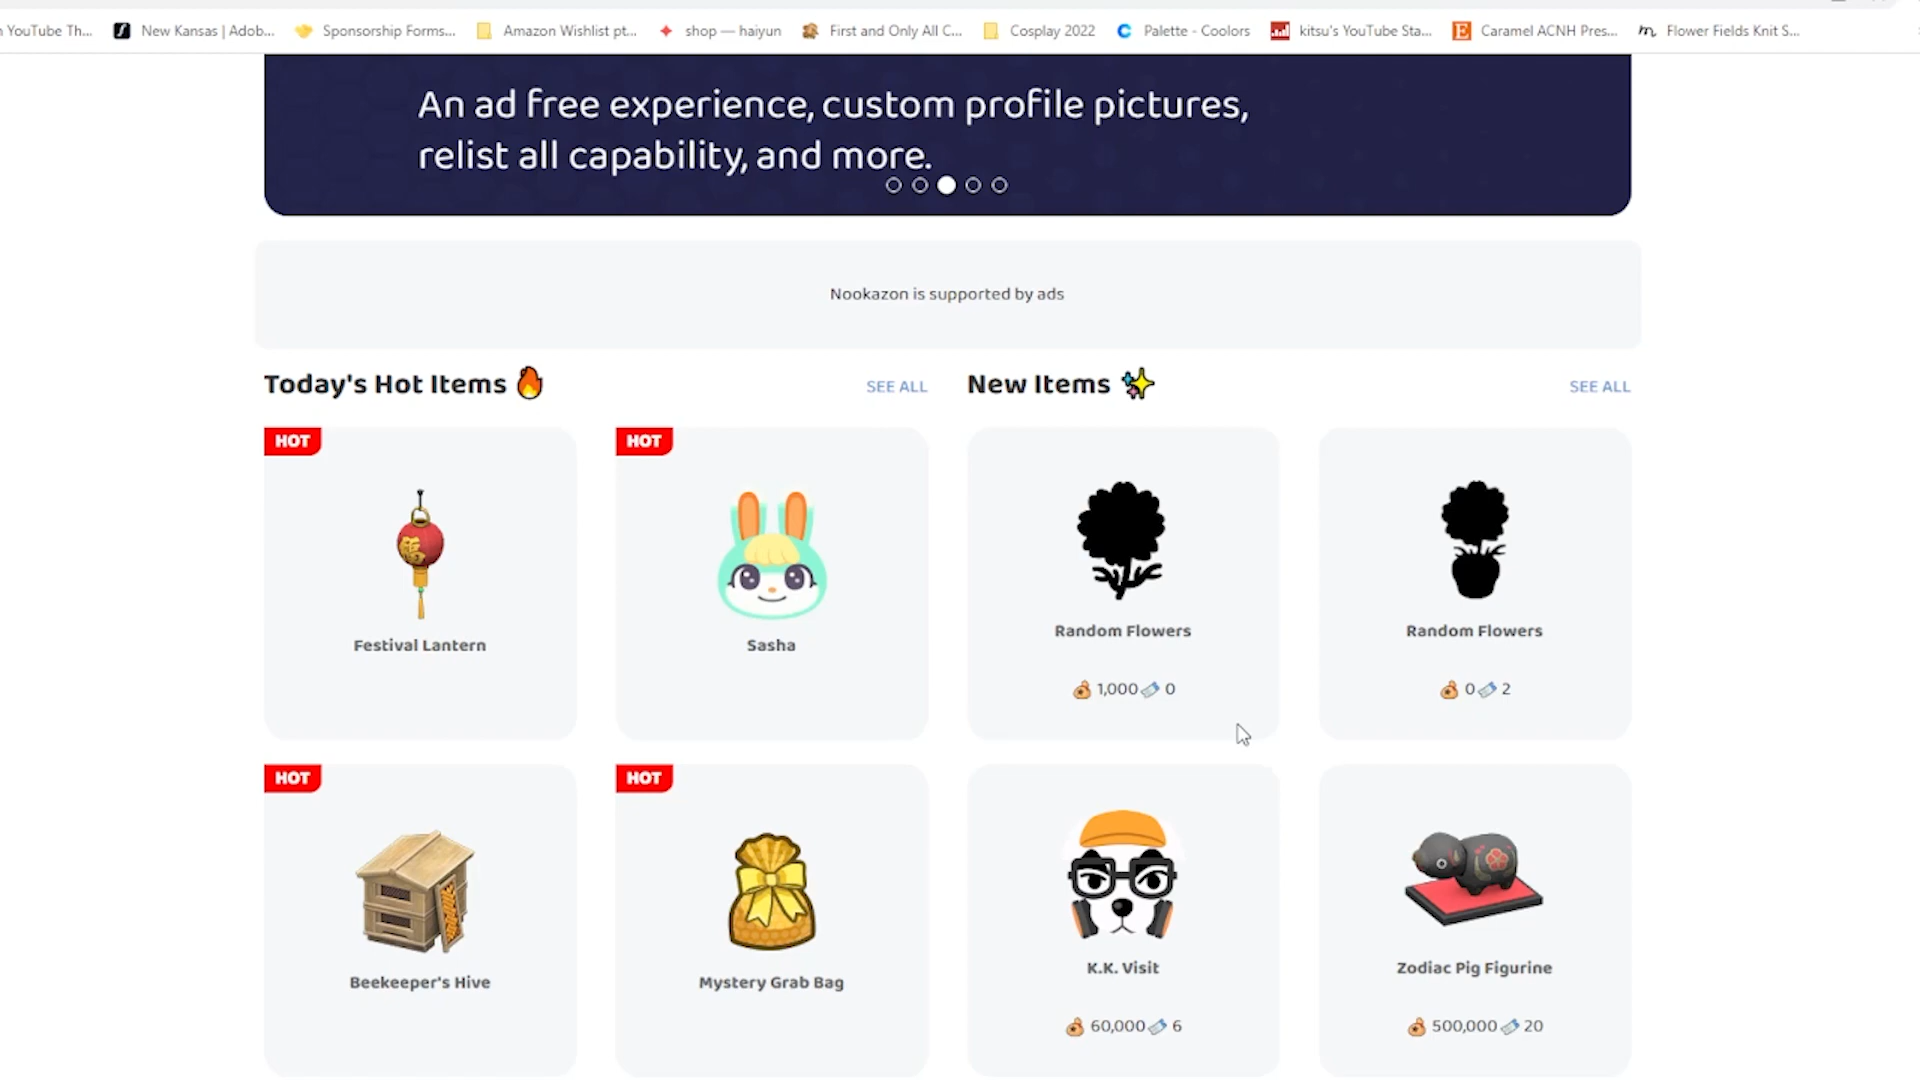 YouTube Th...
New Kansas | Adob...
Sponsorship Forms...
Amazon Wishlist pt...
shop — haiyun
First and Only All C...
Cosplay 2022
Palette - Coolors
kitsu's YouTube Sta...
Caramel ACNH Pres...
Flower Fields Knit S...
An ad free experience, custom profile pictures,
relist all capability, and more.
Nookazon is supported by ads
Today's Hot Items 🔥
SEE ALL
New Items ✨
SEE ALL
HOT
福
Festival Lantern
HOT
Sasha
Random Flowers
1,000 0
Random Flowers
0 2
HOT
Beekeeper's Hive
HOT
Mystery Grab Bag
K.K. Visit
60,000 6
Zodiac Pig Figurine
500,000 20